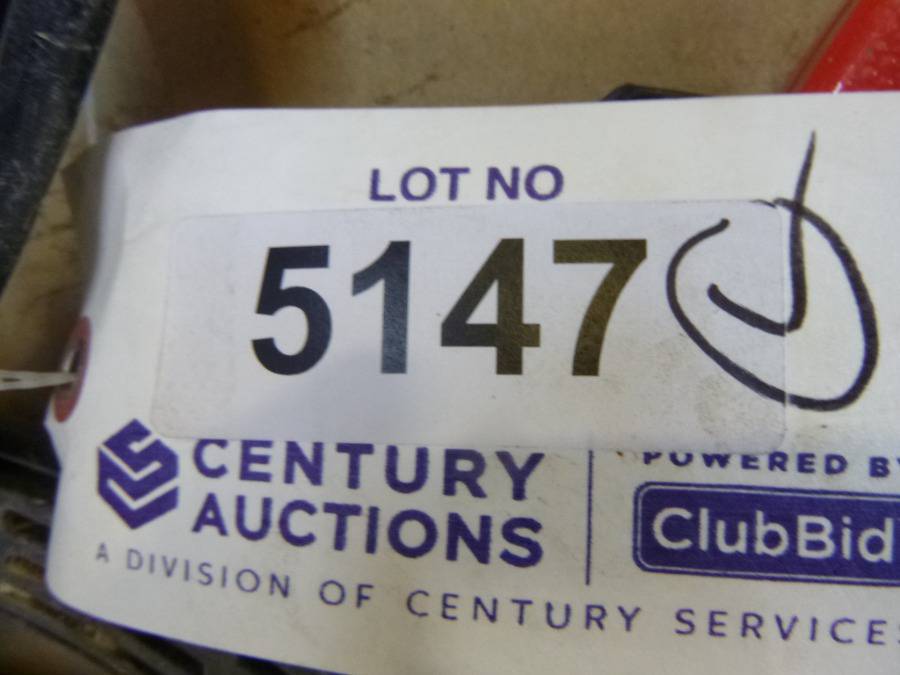 LOT NO
5147
CENTURY
AUCTIONS
A DIVISION OF CENTURY SERVICES
POWERED BY
ClubBid